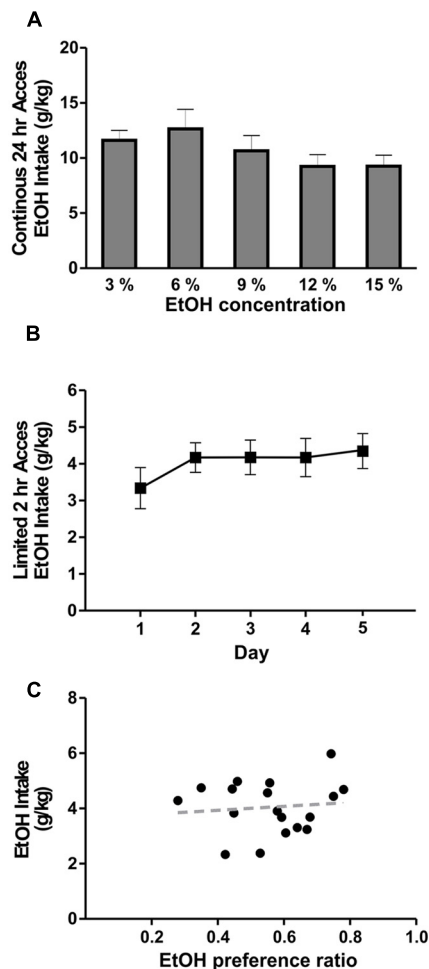 A
Continous 24 hr Acces
EtOH Intake (g/kg)
20
15
10
5
0
3 % 6 % 9 % 12 % 15 %
EtOH concentration
B
Limited 2 hr Acces
EtOH Intake (g/kg)
6
5
4
3
2
1
0
1 2 3 4 5
Day
C
EtOH Intake
(g/kg)
8
6
4
2
0
0.2 0.4 0.6 0.8 1.0
EtOH preference ratio